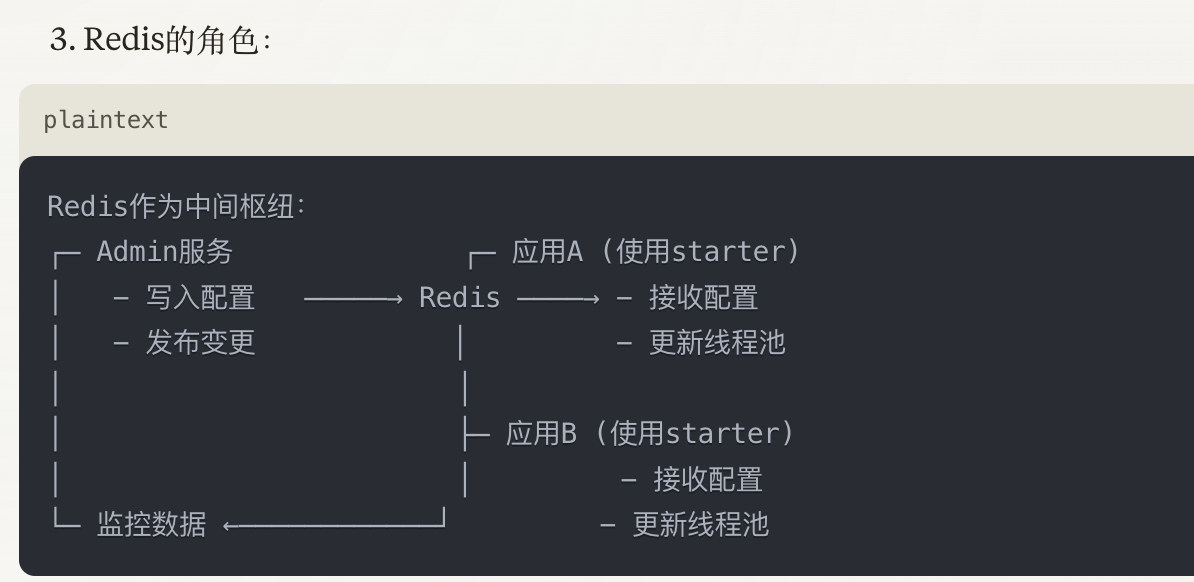 3. Redis的角色：
plaintext
Redis作为中间枢纽：
┌─ Admin服务                 ┌─ 应用A (使用starter)
│   - 写入配置   ──────→ Redis ─────→ - 接收配置
│   - 发布变更               │           - 更新线程池
│                            │
│                            ├─ 应用B (使用starter)
│                            │           - 接收配置
└─ 监控数据 ←─────────────┘           - 更新线程池